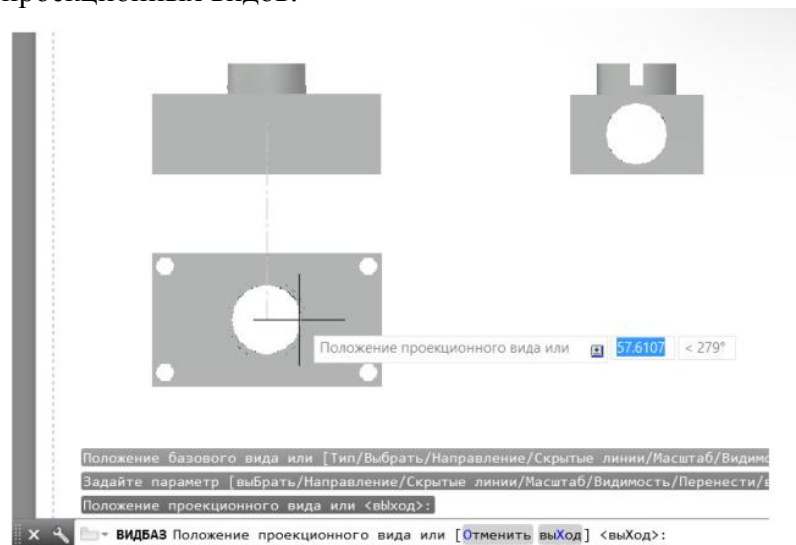 проекционных видов.
Положение проекционного вида или 57.6107 < 279°
Положение базового вида или [Тип/Выбрать/Направление/Скрытые линии/Масштаб/
Задайте параметр [выБрать/Направление/Скрытые линии/Масштаб/Видимость/Перенести/
Положение проекционного вида или <вЫход>:
ВИДБАЗ Положение проекционного вида или [Отменить выХод] <выХод>: